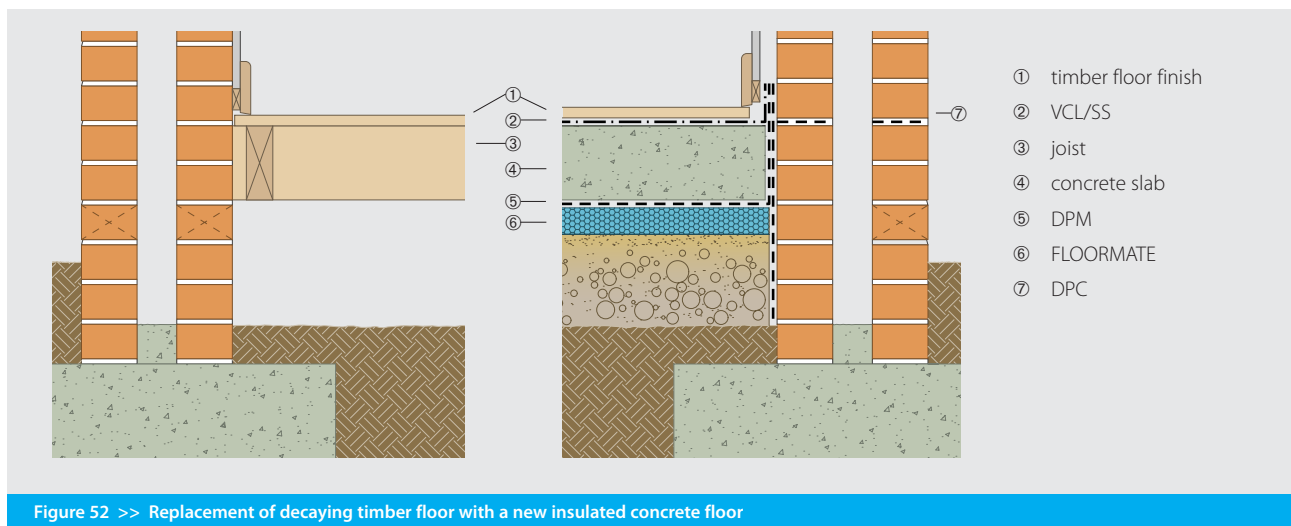 ①
②
③
④
⑤
⑥
⑦
① timber floor finish
② VCL/SS
③ joist
④ concrete slab
⑤ DPM
⑥ FLOORMATE
⑦ DPC
Figure 52 >> Replacement of decaying timber floor with a new insulated concrete floor